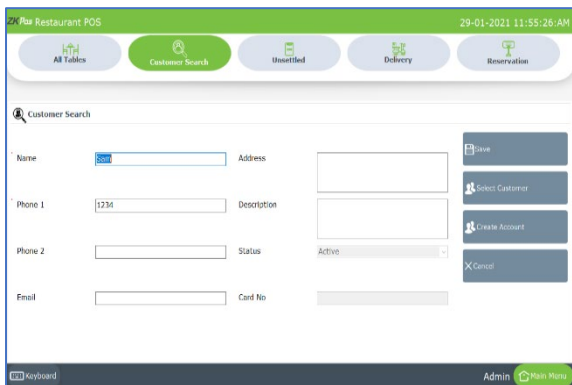 ZKPos Restaurant POS 29-01-2021 11:55:26:AM
All Tables Customer Search Unsettled Delivery Reservation
Customer Search
Name Sam Address Save
Select Customer
Phone 1 1234 Description
Create Account
Phone 2 Status Active
Cancel
Email Card No
Keyboard Admin Main Menu